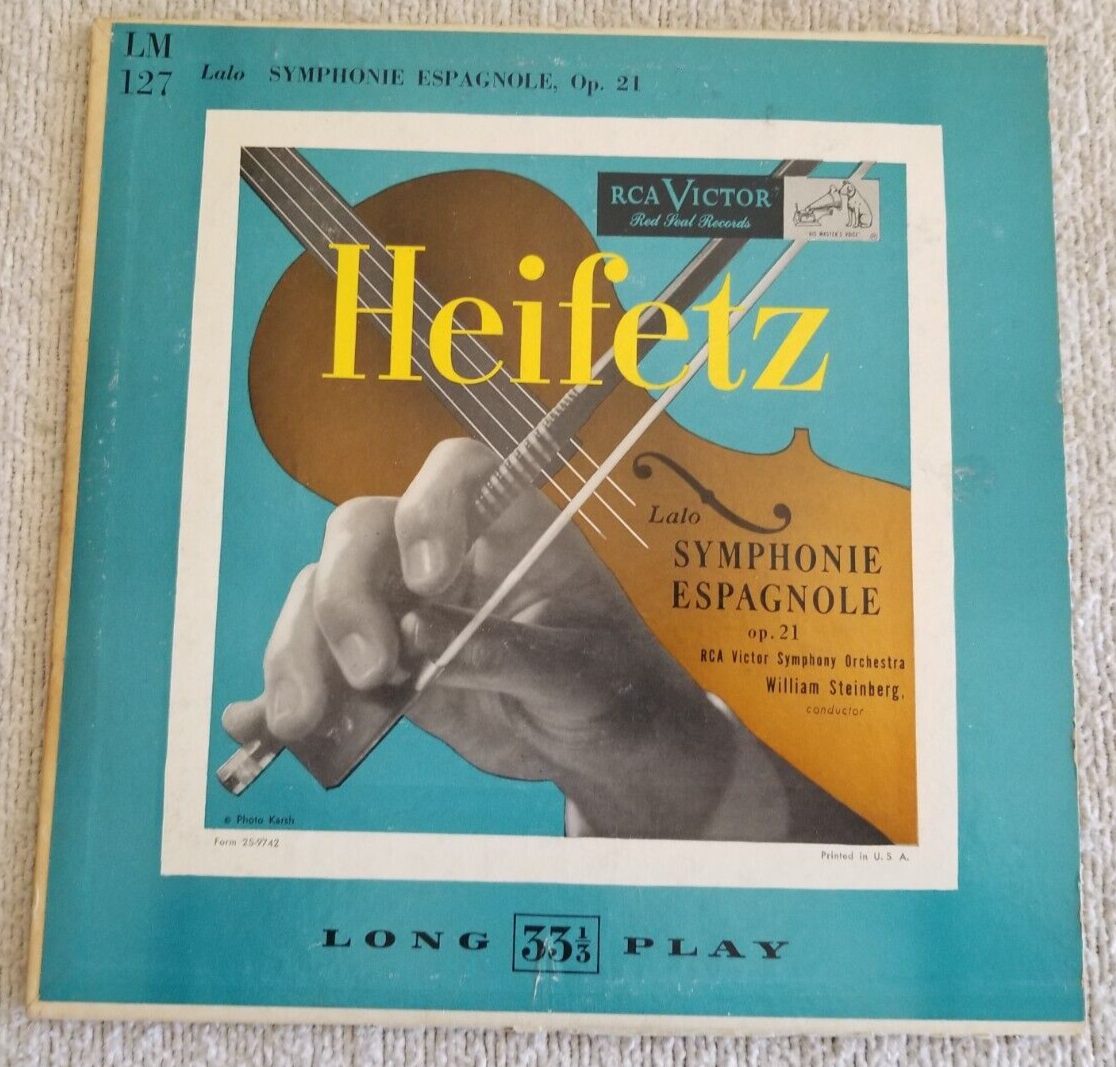 LM
127
Lalo SYMPHONIE ESPAGNOLE, Op. 21
RCA VICTOR
Red Seal Records
"HIS MASTER'S VOICE"
Heifetz
Lalo
SYMPHONIE
ESPAGNOLE
op. 21
RCA Victor Symphony Orchestra
William Steinberg,
conductor
© Photo Karsh
Form 25-9742
Printed in U. S. A.
LONG 33 1/3 PLAY